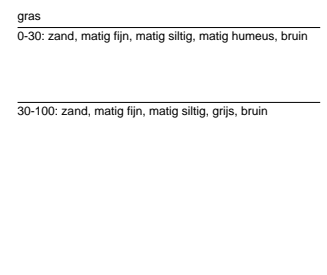 gras
0-30: zand, matig fijn, matig siltig, matig humeus, bruin
30-100: zand, matig fijn, matig siltig, grijs, bruin